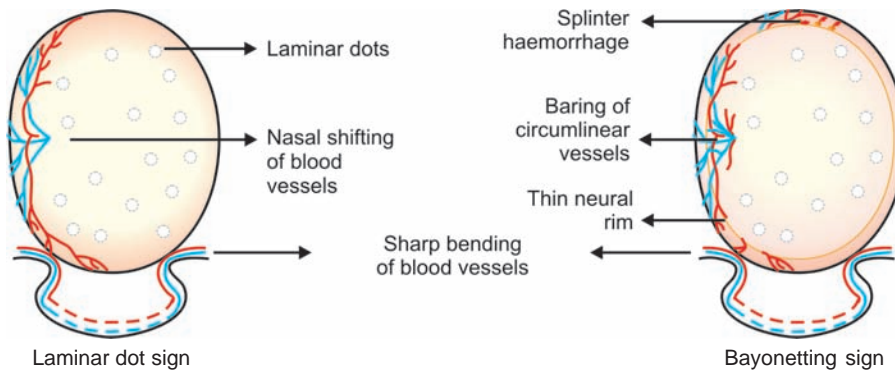 Laminar dots
Nasal shifting
of blood
vessels
Sharp bending
of blood vessels
Splinter
haemorrhage
Baring of
circumlinear
vessels
Thin neural
rim
Laminar dot sign
Bayonetting sign